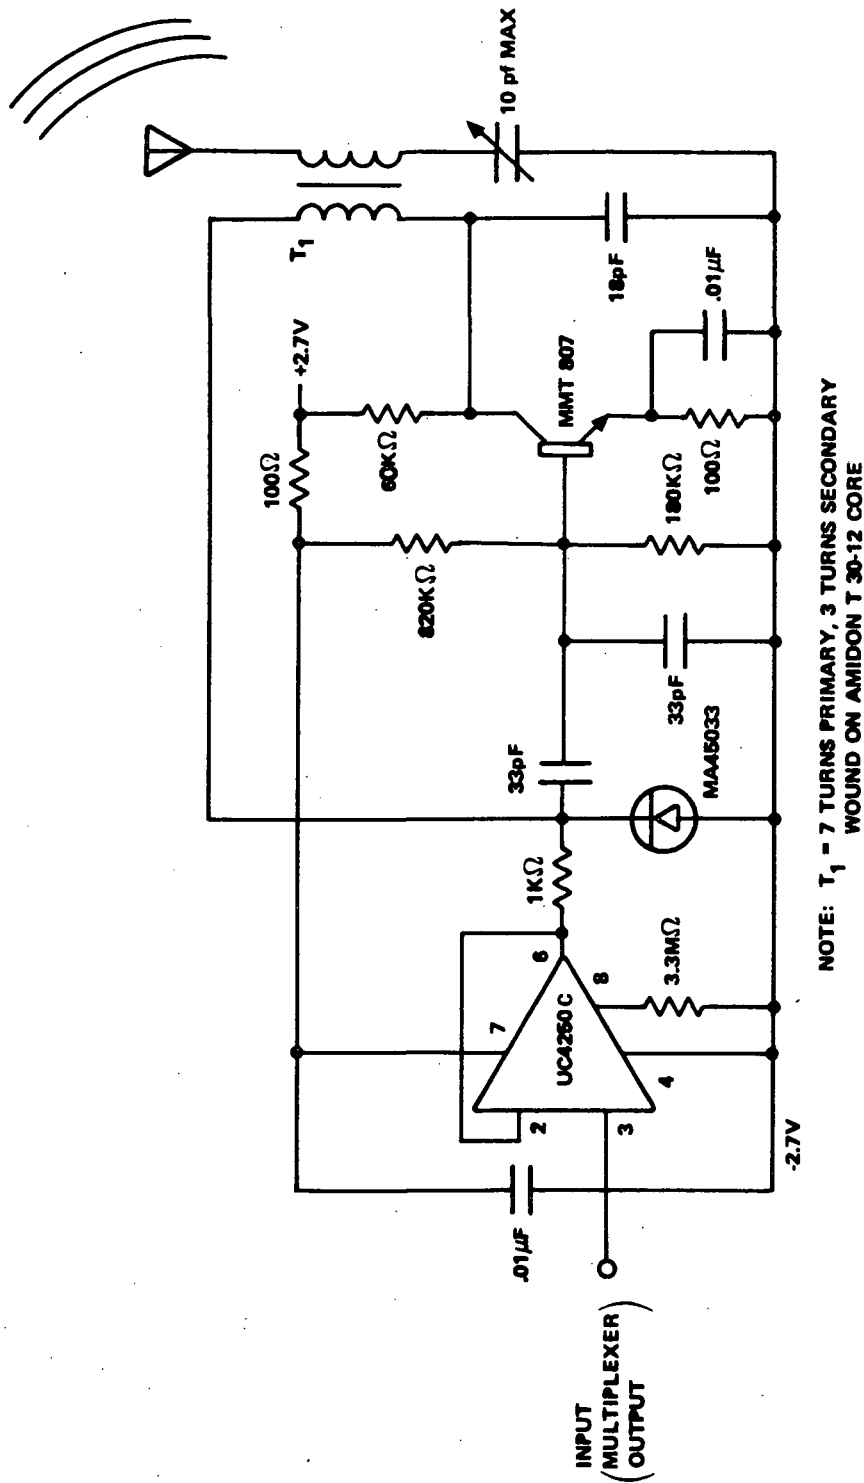 10 pf MAX
T1
18pF
.01µF
+2.7V
100Ω
60KΩ
MMT 807
820KΩ
180KΩ
100Ω
33pF
33pF
MA45033
1KΩ
6
7
8
UC4250C
3.3MΩ
2
3
4
.01µF
-2.7V
INPUT
(MULTIPLEXER)
OUTPUT
NOTE: T1 = 7 TURNS PRIMARY, 3 TURNS SECONDARY
WOUND ON AMIDON T 30-12 CORE